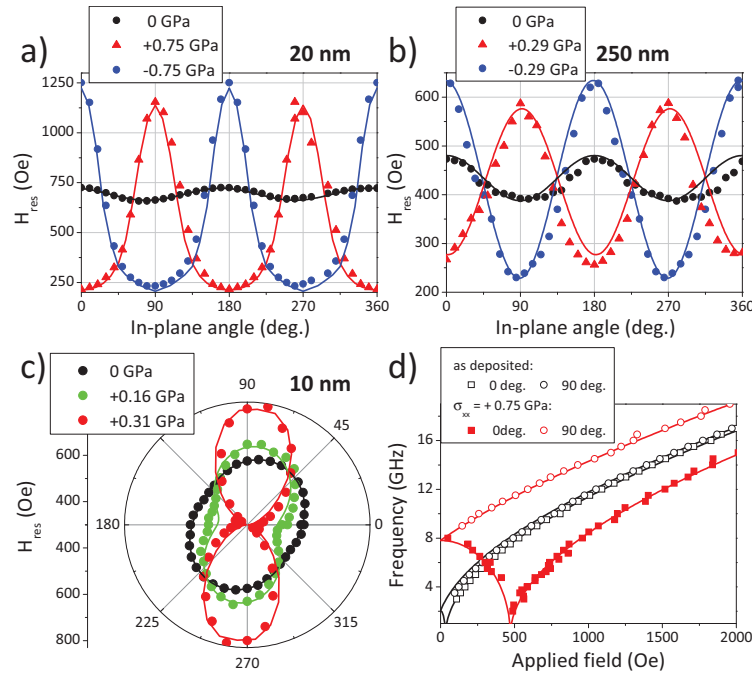 a)
0 GPa
+0.75 GPa
-0.75 GPa
20 nm
1250
1000
750
500
250
H_res (Oe)
0 90 180 270 360
In-plane angle (deg.)
b)
0 GPa
+0.29 GPa
-0.29 GPa
250 nm
600
500
400
300
200
H_res (Oe)
0 90 180 270 360
In-plane angle (deg.)
c)
0 GPa
+0.16 GPa
+0.31 GPa
10 nm
90
45
0
315
270
225
180
600
400
400
600
800
H_res (Oe)
d)
as deposited:
0 deg. 90 deg.
σ_xx = + 0.75 GPa:
0deg. 90 deg.
16
12
8
4
Frequency (GHz)
0 500 1000 1500 2000
Applied field (Oe)